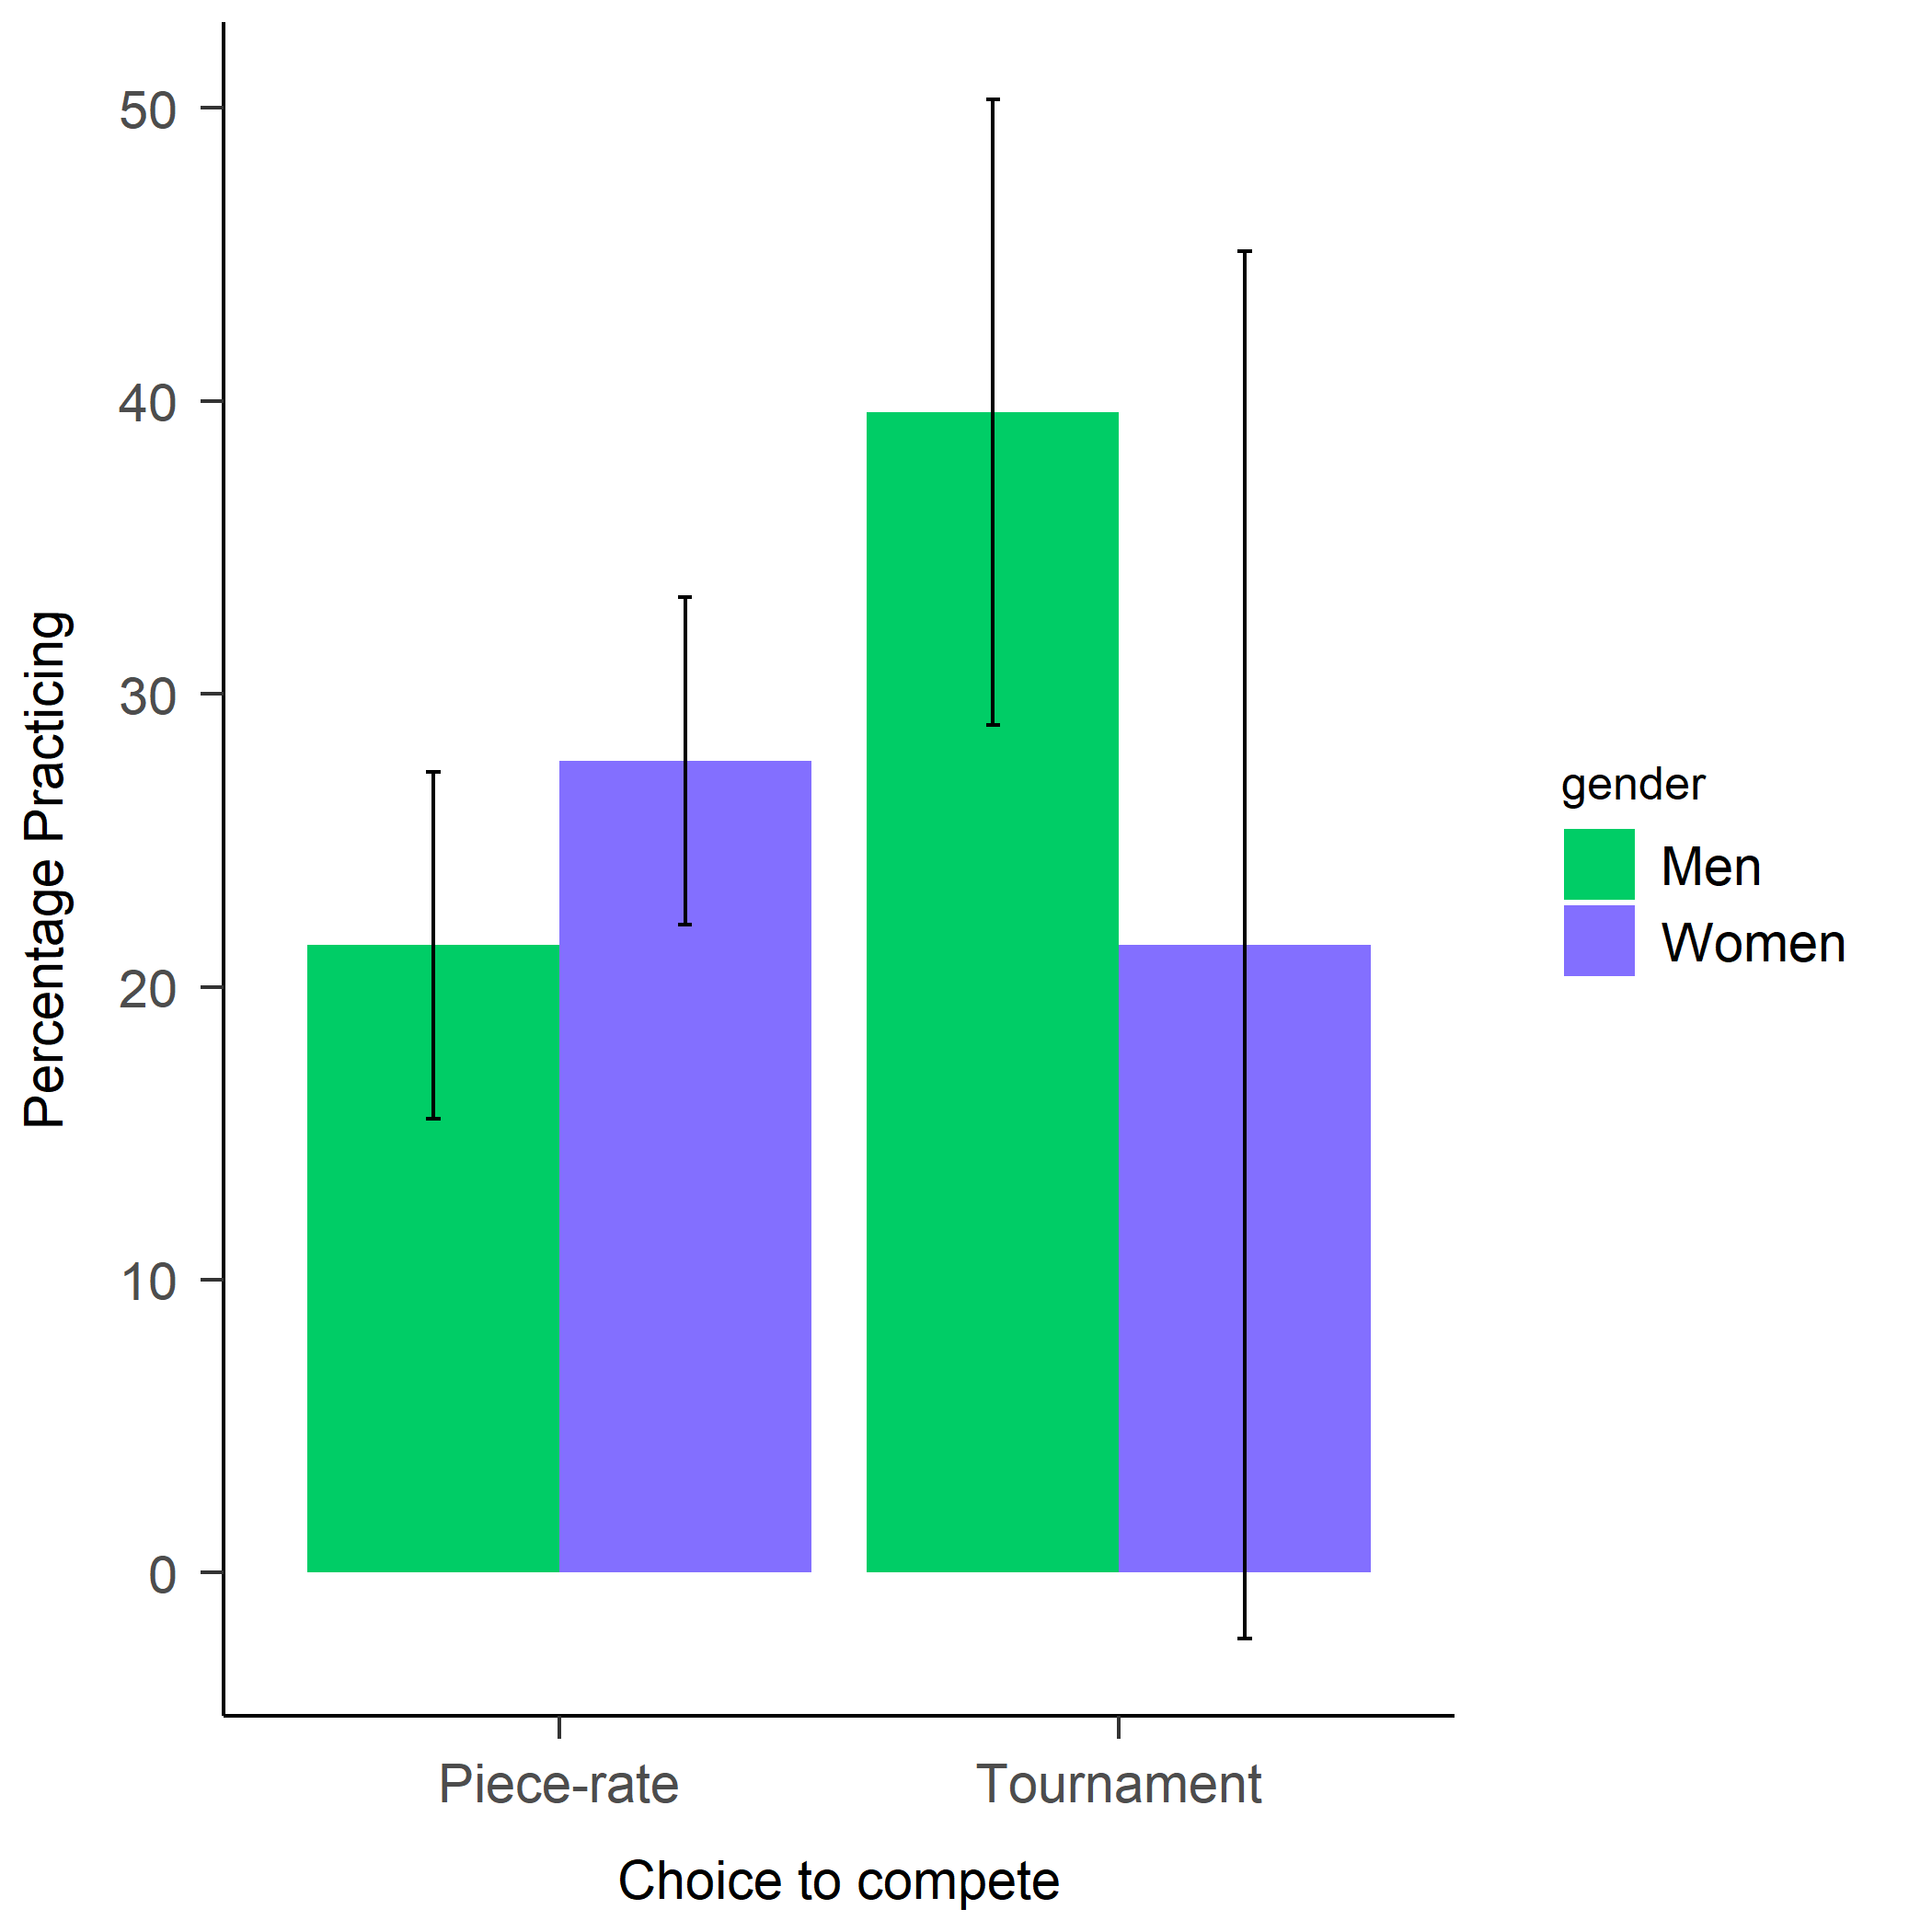 50
40
30
20
10
0
Percentage Practicing
Piece-rate
Tournament
Choice to compete
gender
Men
Women